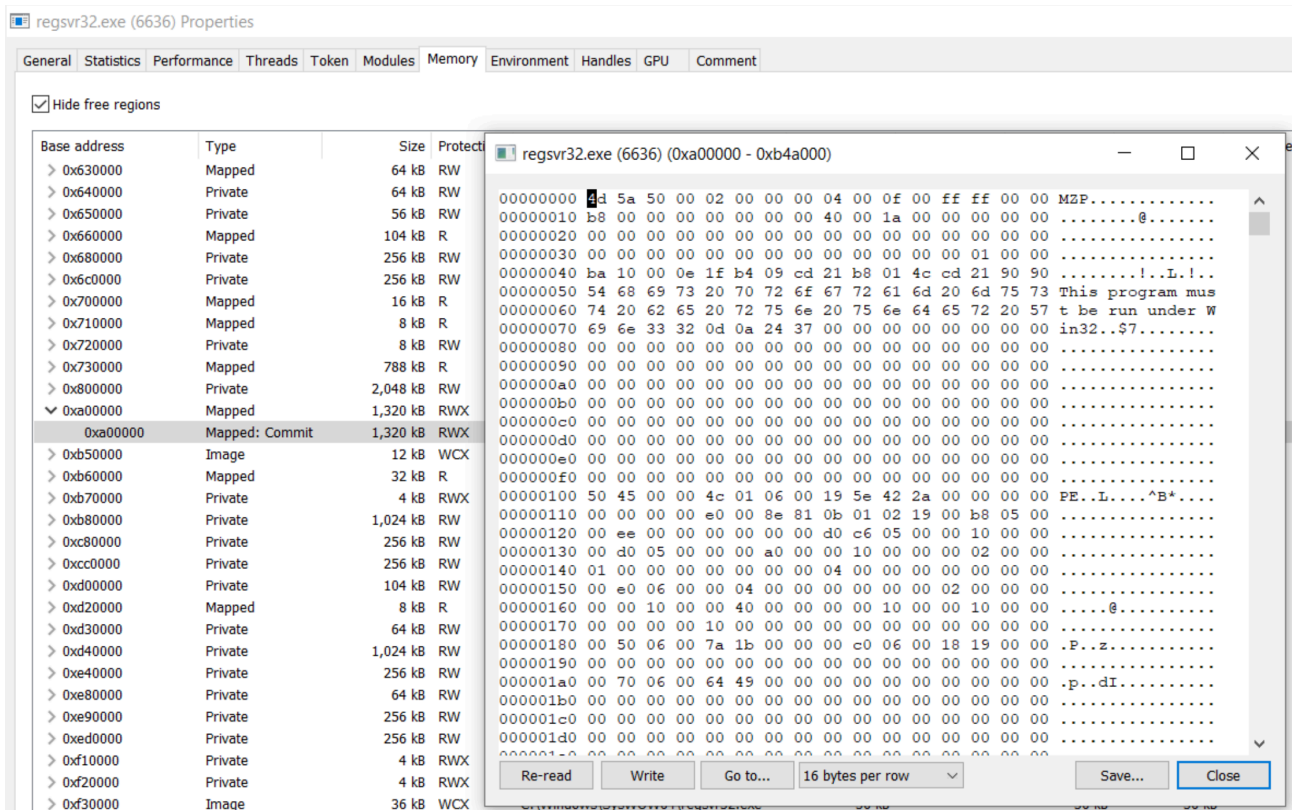 regsvr32.exe (6636) Properties
General Statistics Performance Threads Token Modules Memory Environment Handles GPU Comment
Hide free regions
Base address Type Size Protecti
0x630000 Mapped 64 kB RW
0x640000 Private 64 kB RW
0x650000 Private 56 kB RW
0x660000 Mapped 104 kB R
0x680000 Private 256 kB RW
0x6c0000 Private 256 kB RW
0x700000 Mapped 16 kB R
0x710000 Mapped 8 kB R
0x720000 Private 8 kB RW
0x730000 Mapped 788 kB R
0x800000 Private 2,048 kB RW
0xa00000 Mapped 1,320 kB RWX
0xa00000 Mapped: Commit 1,320 kB RWX
0xb50000 Image 12 kB WCX
0xb60000 Mapped 32 kB R
0xb70000 Private 4 kB RWX
0xb80000 Private 1,024 kB RW
0xc80000 Private 256 kB RW
0xcc0000 Private 256 kB RW
0xd00000 Private 104 kB RW
0xd20000 Mapped 8 kB R
0xd30000 Private 64 kB RW
0xd40000 Private 1,024 kB RW
0xe40000 Private 256 kB RW
0xe80000 Private 64 kB RW
0xe90000 Private 256 kB RW
0xed0000 Private 256 kB RW
0xf10000 Private 4 kB RWX
0xf20000 Private 4 kB RWX
0xf30000 Image 36 kB WCX
regsvr32.exe (6636) (0xa00000 - 0xb4a000)
00000000 4d 5a 50 00 02 00 00 00 04 00 0f 00 ff ff 00 00 MZP.............
00000010 b8 00 00 00 00 00 00 00 40 00 1a 00 00 00 00 00 ........@.......
00000020 00 00 00 00 00 00 00 00 00 00 00 00 00 00 00 00 ................
00000030 00 00 00 00 00 00 00 00 00 00 00 00 00 01 00 00 ................
00000040 ba 10 00 0e 1f b4 09 cd 21 b8 01 4c cd 21 90 90 ........!..L.!..
00000050 54 68 69 73 20 70 72 6f 67 72 61 6d 20 6d 75 73 This program mus
00000060 74 20 62 65 20 72 75 6e 20 75 6e 64 65 72 20 57 t be run under W
00000070 69 6e 33 32 0d 0a 24 37 00 00 00 00 00 00 00 00 in32..$7........
00000080 00 00 00 00 00 00 00 00 00 00 00 00 00 00 00 00 ................
00000090 00 00 00 00 00 00 00 00 00 00 00 00 00 00 00 00 ................
000000a0 00 00 00 00 00 00 00 00 00 00 00 00 00 00 00 00 ................
000000b0 00 00 00 00 00 00 00 00 00 00 00 00 00 00 00 00 ................
000000c0 00 00 00 00 00 00 00 00 00 00 00 00 00 00 00 00 ................
000000d0 00 00 00 00 00 00 00 00 00 00 00 00 00 00 00 00 ................
000000e0 00 00 00 00 00 00 00 00 00 00 00 00 00 00 00 00 ................
000000f0 00 00 00 00 00 00 00 00 00 00 00 00 00 00 00 00 ................
00000100 50 45 00 00 4c 01 06 00 19 5e 42 2a 00 00 00 00 PE..L....^B*....
00000110 00 00 00 00 e0 00 8e 81 0b 01 02 19 00 b8 05 00 ................
00000120 00 ee 00 00 00 00 00 00 d0 c6 05 00 00 10 00 00 ................
00000130 00 d0 05 00 00 00 a0 00 00 10 00 00 00 02 00 00 ................
00000140 01 00 00 00 00 00 00 00 04 00 00 00 00 00 00 00 ................
00000150 00 e0 06 00 00 04 00 00 00 00 00 00 02 00 00 00 ................
00000160 00 00 10 00 00 40 00 00 00 00 10 00 00 10 00 00 .....@..........
00000170 00 00 00 00 10 00 00 00 00 00 00 00 00 00 00 00 ................
00000180 00 50 06 00 7a 1b 00 00 00 c0 06 00 18 19 00 00 .P..z...........
00000190 00 00 00 00 00 00 00 00 00 00 00 00 00 00 00 00 ................
000001a0 00 70 06 00 64 49 00 00 00 00 00 00 00 00 00 00 .p..dI..........
000001b0 00 00 00 00 00 00 00 00 00 00 00 00 00 00 00 00 ................
000001c0 00 00 00 00 00 00 00 00 00 00 00 00 00 00 00 00 ................
000001d0 00 00 00 00 00 00 00 00 00 00 00 00 00 00 00 00 ................
Re-read Write Go to... 16 bytes per row Save... Close